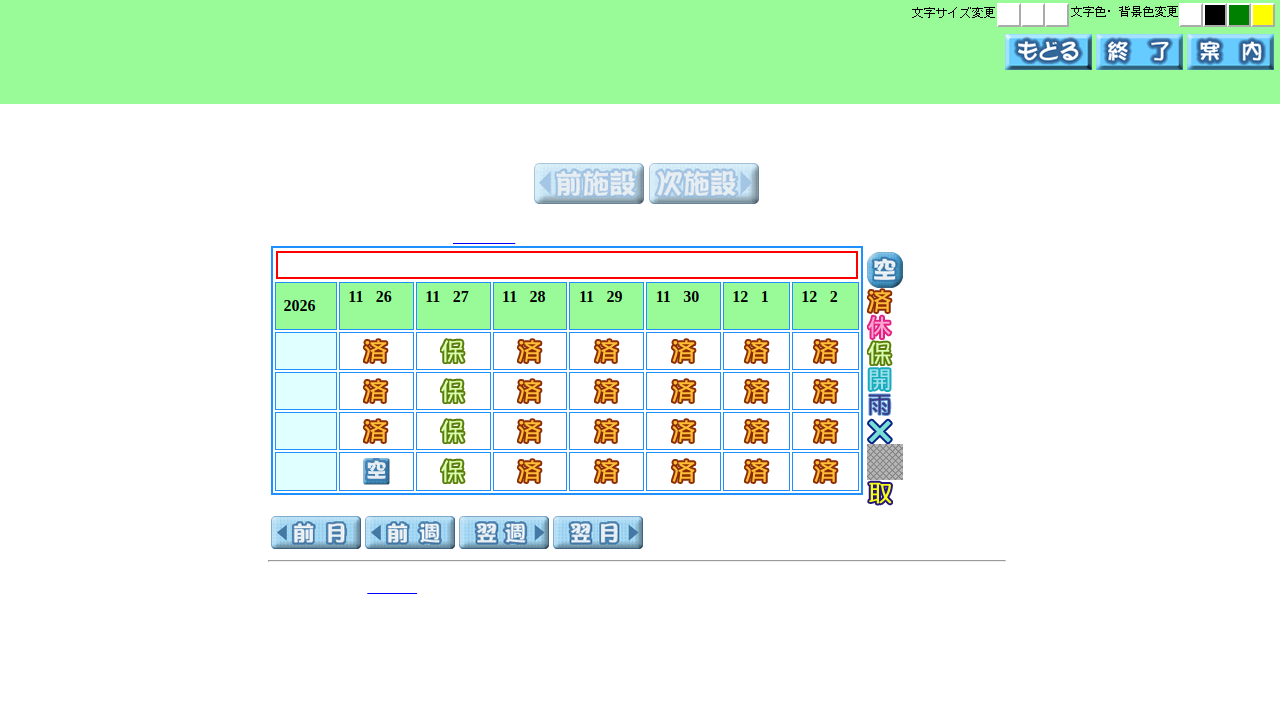 文字サイズ変更 文字色・背景色変更
もどる 終了 案内
前施設 次施設
空
2026 11 26 11 27 11 28 11 29 11 30 12 1 12 2
済
済 保 済 済 済 済 済
休
保
済 保 済 済 済 済 済
開
雨
済 保 済 済 済 済 済
×
空 保 済 済 済 済 済
取
前月 前週 翌週 翌月